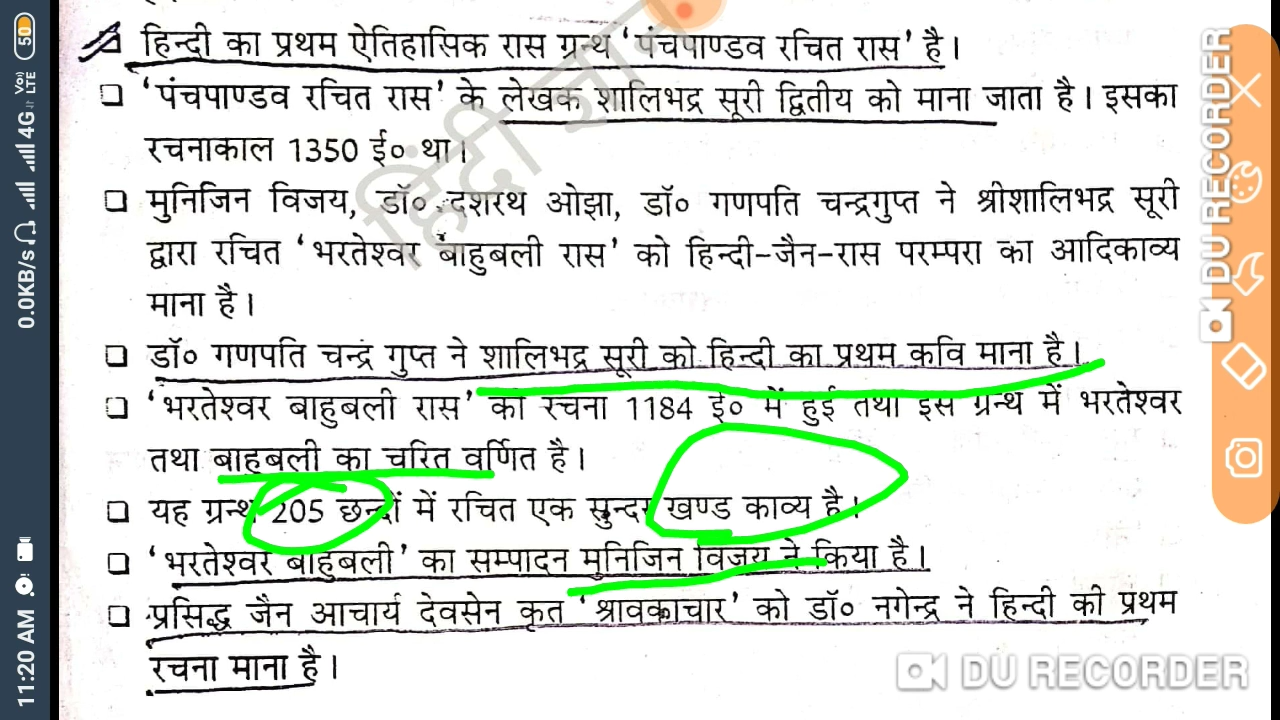 हिन्दी का प्रथम ऐतिहासिक रास ग्रन्थ ‘पंचपाण्डव रचित रास’ है।
‘पंचपाण्डव रचित रास’ के लेखक शालिभद्र सूरी द्वितीय को माना जाता है। इसका
रचनाकाल 1350 ई० था।
मुनिजिन विजय, डॉ० दशरथ ओझा, डॉ० गणपति चन्द्रगुप्त ने श्रीशालिभद्र सूरी
द्वारा रचित ‘भरतेश्वर बाहुबली रास’ को हिन्दी-जैन-रास परम्परा का आदिकाव्य
माना है।
डॉ० गणपति चन्द्र गुप्त ने शालिभद्र सूरी को हिन्दी का प्रथम कवि माना है।
‘भरतेश्वर बाहुबली रास’ की रचना 1184 ई० में हुई तथा इस ग्रन्थ में भरतेश्वर
तथा बाहुबली का चरित वर्णित है।
यह ग्रन्थ 205 छन्दों में रचित एक सुन्दर खण्ड काव्य है।
‘भरतेश्वर बाहुबली’ का सम्पादन मुनिजिन विजय ने किया है।
प्रसिद्ध जैन आचार्य देवसेन कृत ‘श्रावकाचार’ को डॉ० नगेन्द्र ने हिन्दी की प्रथम
रचना माना है।
हिंदी
DU RECORDER
DU RECORDER
11:20 AM
0.0KB/s
4G
VoLTE
50